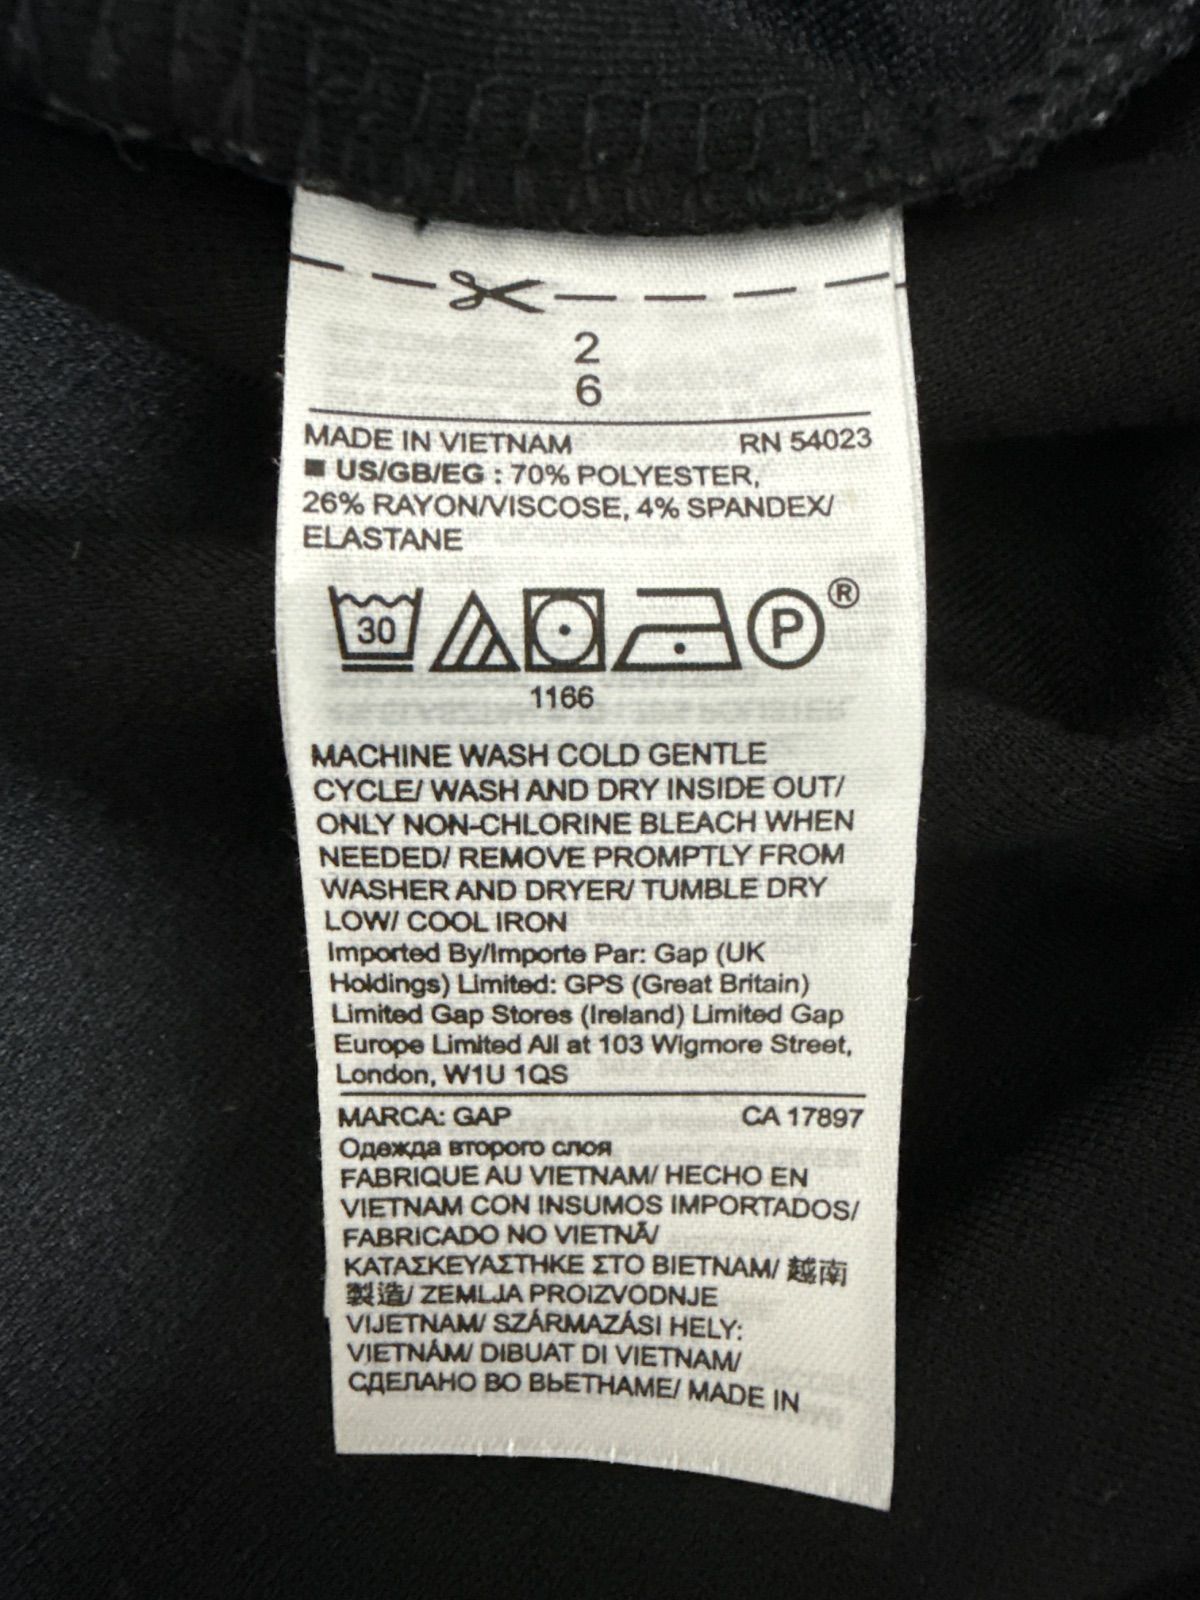 2
6
MADE IN VIETNAM RN 54023
US/GB/EG : 70% POLYESTER,
26% RAYON/VISCOSE, 4% SPANDEX/
ELASTANE
30 P ®
1166
MACHINE WASH COLD GENTLE
CYCLE/ WASH AND DRY INSIDE OUT/
ONLY NON-CHLORINE BLEACH WHEN
NEEDED/ REMOVE PROMPTLY FROM
WASHER AND DRYER/ TUMBLE DRY
LOW/ COOL IRON
Imported By/Importe Par: Gap (UK
Holdings) Limited: GPS (Great Britain)
Limited Gap Stores (Ireland) Limited Gap
Europe Limited All at 103 Wigmore Street,
London, W1U 1QS
MARCA: GAP CA 17897
Одежда второго слоя
FABRIQUE AU VIETNAM/ HECHO EN
VIETNAM CON INSUMOS IMPORTADOS/
FABRICADO NO VIETNÃ/
ΚΑΤΑΣΚΕΥΑΣΤΗΚΕ ΣΤΟ ΒΙΕΤΝΑΜ/ 越南
製造/ ZEMLJA PROIZVODNJE
VIJETNAM/ SZÁRMAZÁSI HELY:
VIETNÁM/ DIBUAT DI VIETNAM/
СДЕЛАНО ВО ВЬЕТНАМЕ/ MADE IN